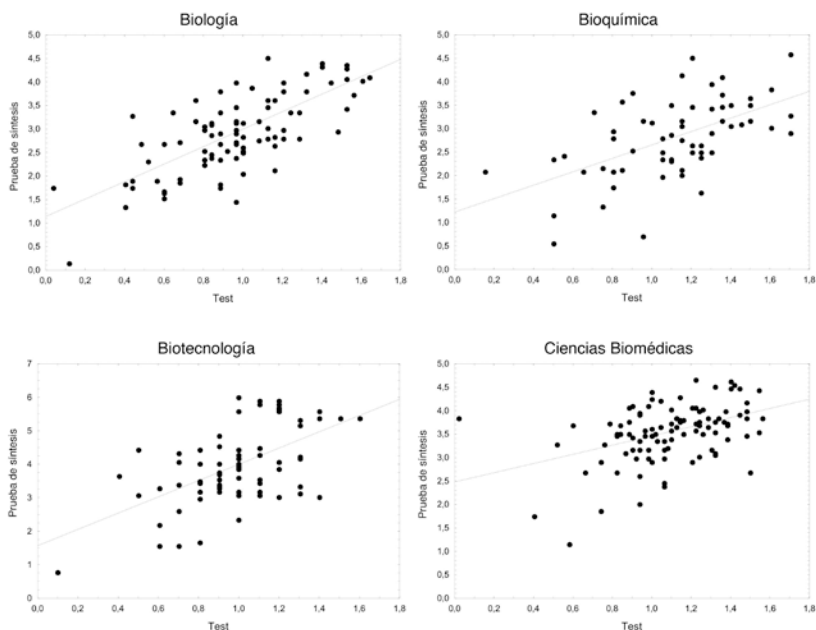 Biología
Bioquímica
Prueba de síntesis
5,0
4,5
4,0
3,5
3,0
2,5
2,0
1,5
1,0
0,5
0,0
0,0 0,2 0,4 0,6 0,8 1,0 1,2 1,4 1,6 1,8
Test
Prueba de síntesis
5,0
4,5
4,0
3,5
3,0
2,5
2,0
1,5
1,0
0,5
0,0
0,0 0,2 0,4 0,6 0,8 1,0 1,2 1,4 1,6 1,8
Test
Biotecnología
Ciencias Biomédicas
Prueba de síntesis
7
6
5
4
3
2
1
0
0,0 0,2 0,4 0,6 0,8 1,0 1,2 1,4 1,6 1,8
Test
Prueba de síntesis
5,0
4,5
4,0
3,5
3,0
2,5
2,0
1,5
1,0
0,5
0,0
0,0 0,2 0,4 0,6 0,8 1,0 1,2 1,4 1,6 1,8
Test